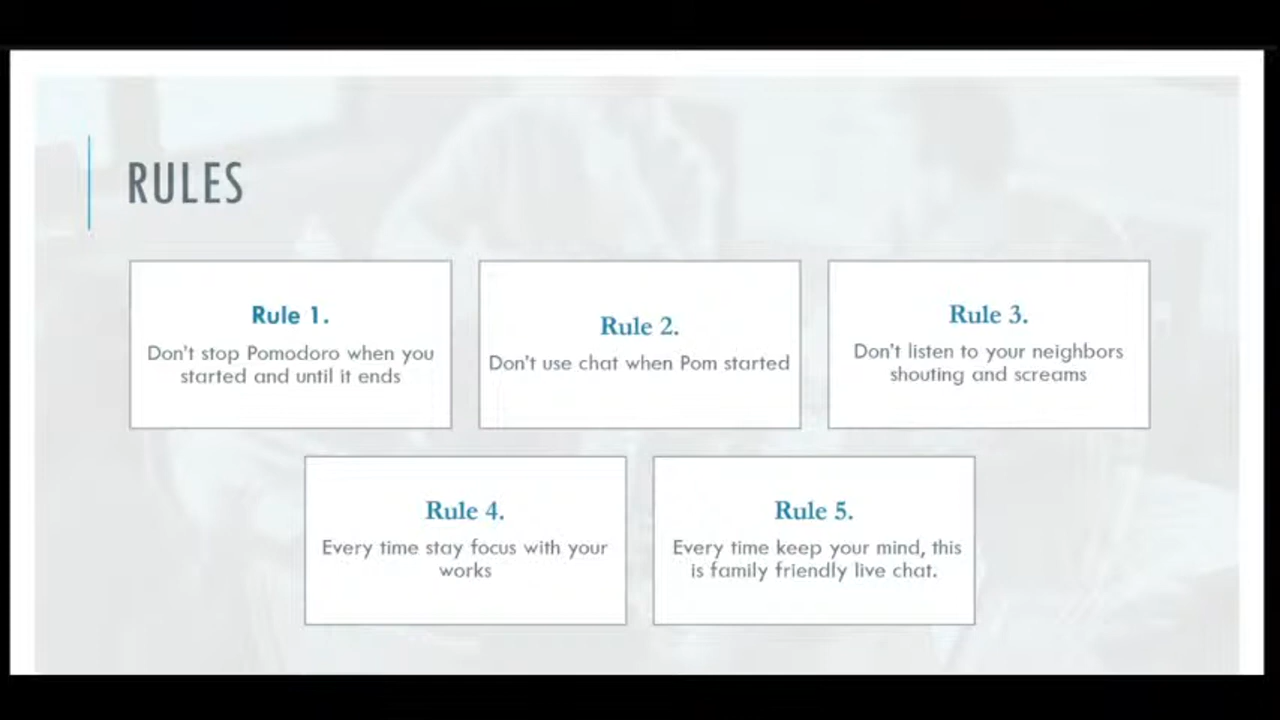 RULES
Rule 1.
Don't stop Pomodoro when you
started and until it ends
Rule 2.
Don't use chat when Pom started
Rule 3.
Don't listen to your neighbors
shouting and screams
Rule 4.
Every time stay focus with your
works
Rule 5.
Every time keep your mind, this
is family friendly live chat.